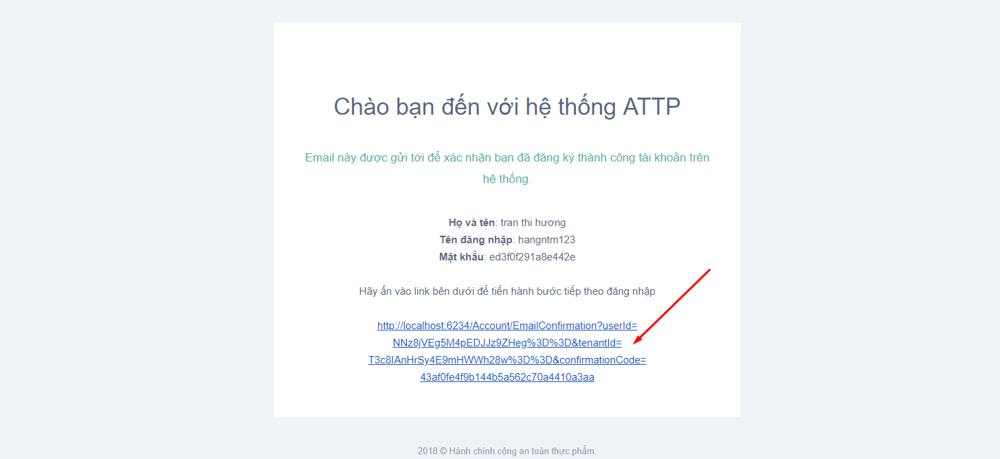 Chào bạn đến với hệ thống ATTP
Email này được gửi tới để xác nhận bạn đã đăng ký thành công tài khoản trên
hệ thống.
Họ và tên: tran thi hương
Tên đăng nhập: hangntm123
Mật khẩu: ed3f0f291a8e442e
Hãy ấn vào link bên dưới để tiến hành bước tiếp theo đăng nhập
http://localhost:6234/Account/EmailConfirmation?userId=
NNz8jVEg5M4pEDJJz9ZHeg%3D%3D&tenantId=
T3c8IAnHrSy4E9mHWWh28w%3D%3D&confirmationCode=
43af0fe4f9b144b5a562c70a4410a3aa
2018 © Hành chính công an toàn thực phẩm.